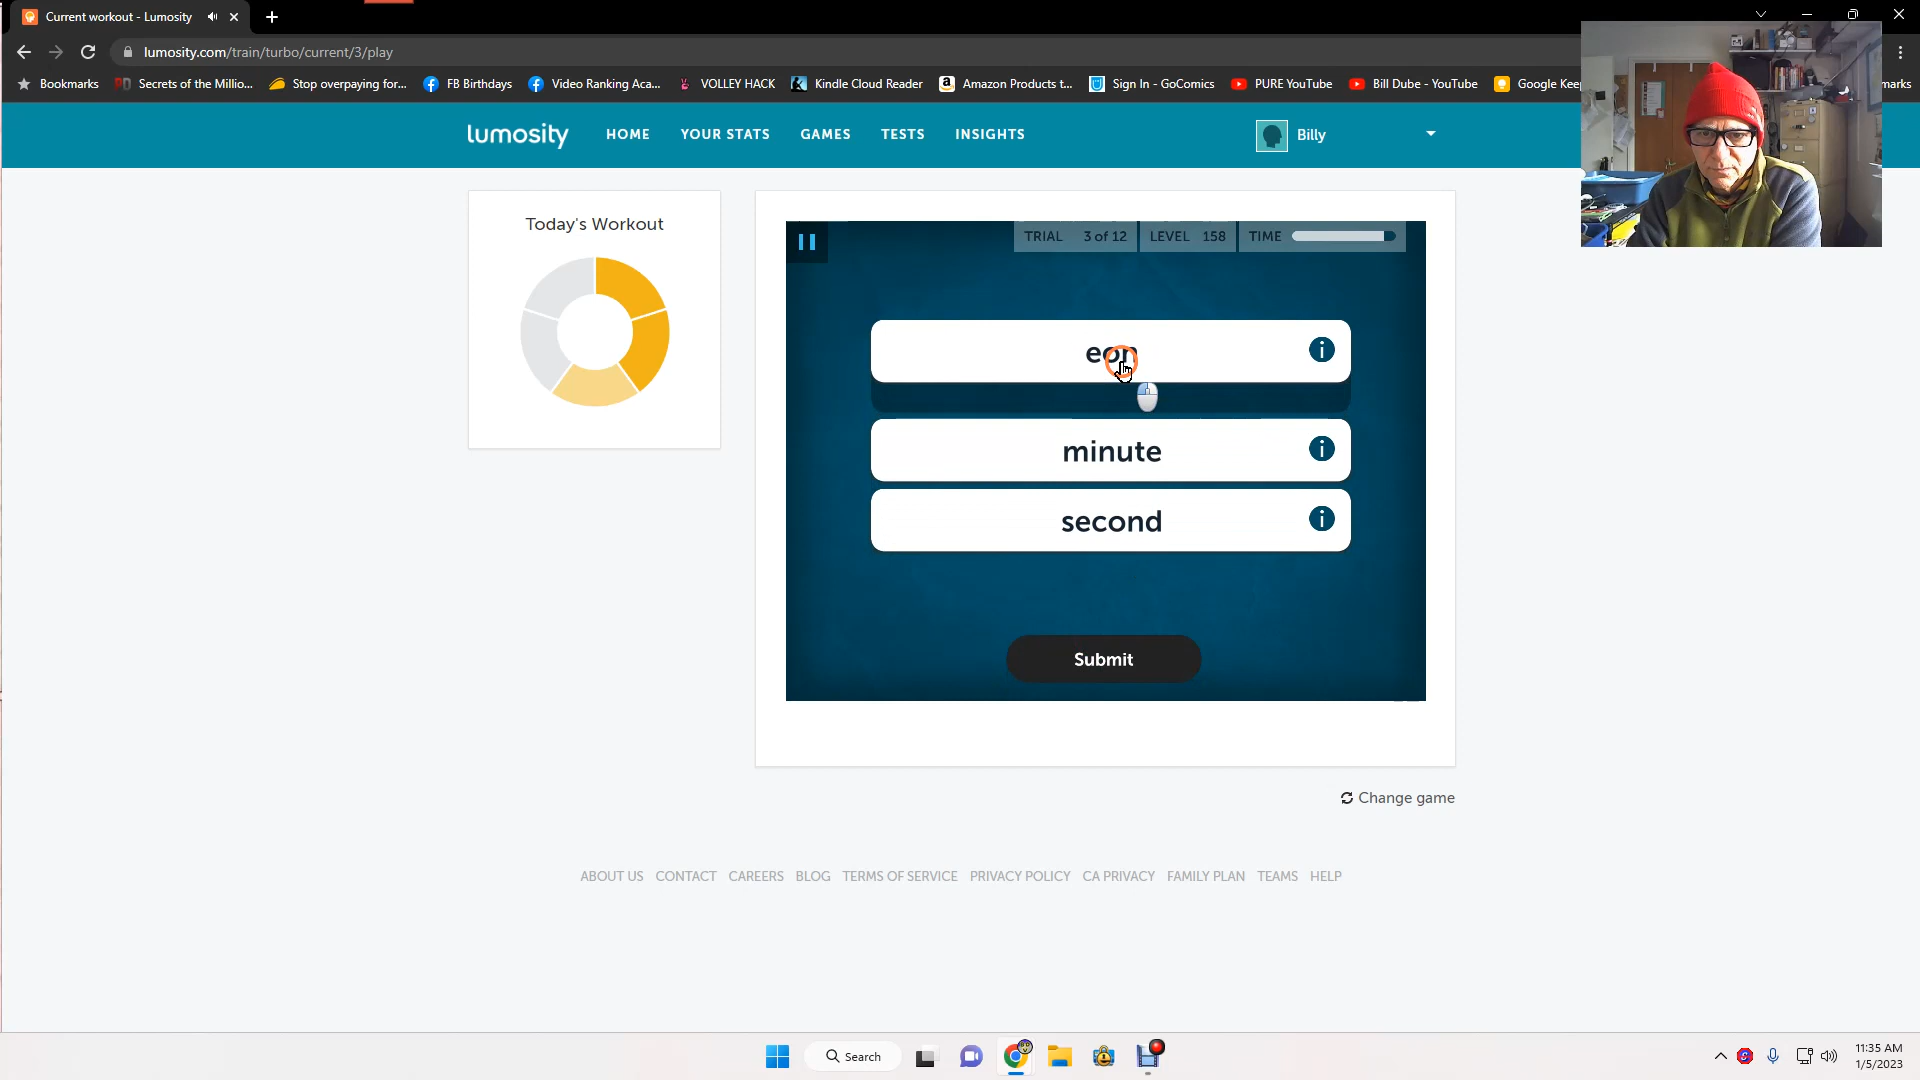 Current workout - Lumosity
lumosity.com/train/turbo/current/3/play
Bookmarks
Secrets of the Millio...
Stop overpaying for...
FB Birthdays
Video Ranking Aca...
VOLLEY HACK
Kindle Cloud Reader
Amazon Products t...
Sign In - GoComics
PURE YouTube
Bill Dube - YouTube
Google Kee
marks
lumosity
HOME
YOUR STATS
GAMES
TESTS
INSIGHTS
Billy
Today's Workout
TRIAL 3 of 12
LEVEL 158
TIME
eon
minute
second
Submit
Change game
ABOUT US CONTACT CAREERS BLOG TERMS OF SERVICE PRIVACY POLICY CA PRIVACY FAMILY PLAN TEAMS HELP
Search
11:35 AM
1/5/2023